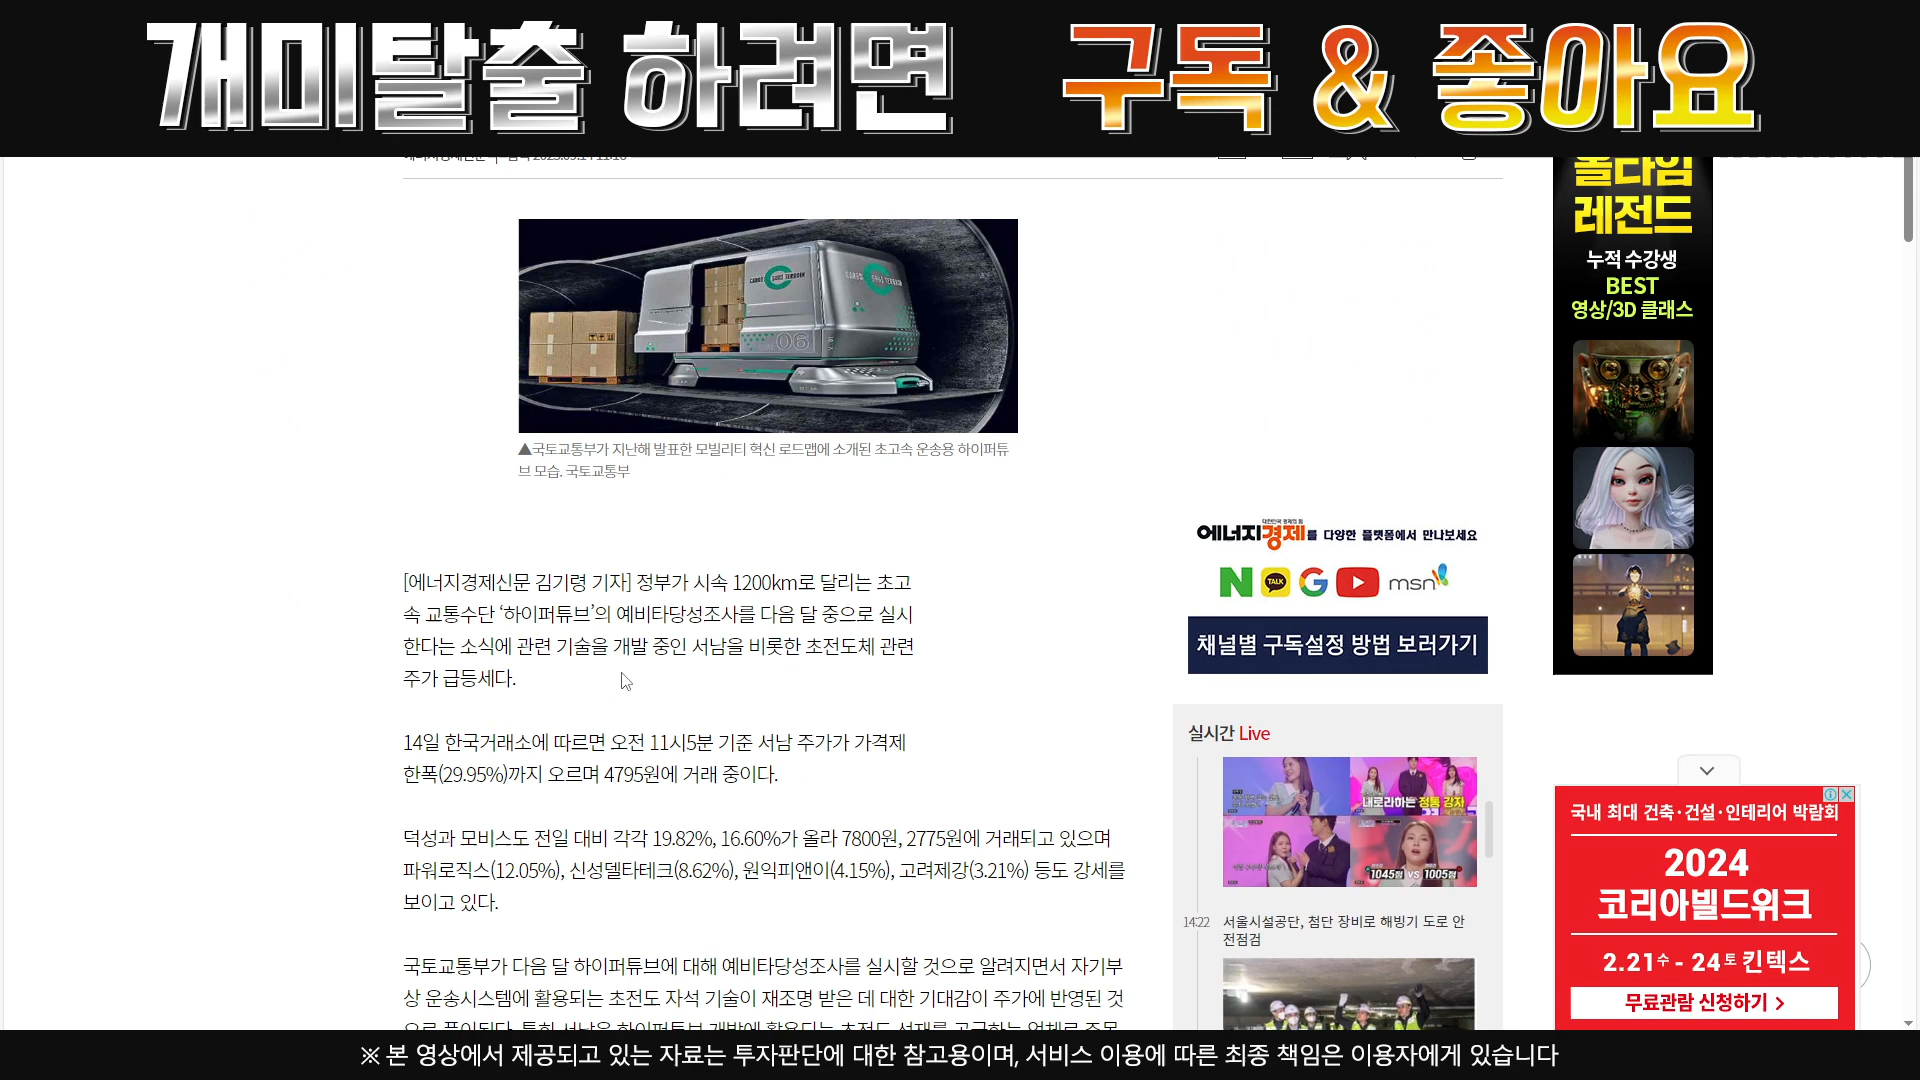 개미탈출 하려면 구독 & 좋아요
CARGO SOUS TERRAIN
06
▲국토교통부가 지난해 발표한 모빌리티 혁신 로드맵에 소개된 초고속 운송용 하이퍼튜
브 모습. 국토교통부
[에너지경제신문 김기령 기자] 정부가 시속 1200km로 달리는 초고
속 교통수단 ‘하이퍼튜브’의 예비타당성조사를 다음 달 중으로 실시
한다는 소식에 관련 기술을 개발 중인 서남을 비롯한 초전도체 관련
주가 급등세다.
14일 한국거래소에 따르면 오전 11시5분 기준 서남 주가가 가격제
한폭(29.95%)까지 오르며 4795원에 거래 중이다.
덕성과 모비스도 전일 대비 각각 19.82%, 16.60%가 올라 7800원, 2775원에 거래되고 있으며
파워로직스(12.05%), 신성델타테크(8.62%), 원익피앤이(4.15%), 고려제강(3.21%) 등도 강세를
보이고 있다.
국토교통부가 다음 달 하이퍼튜브에 대해 예비타당성조사를 실시할 것으로 알려지면서 자기부
상 운송시스템에 활용되는 초전도 자석 기술이 재조명 받은 데 대한 기대감이 주가에 반영된 것
에너지경제를 다양한 플랫폼에서 만나보세요
대한민국 경제의 힘
N TALK G msn
채널별 구독설정 방법 보러가기
실시간 Live
내로라하는 정통 강자
1045점 VS 1005점
14:22 서울시설공단, 첨단 장비로 해빙기 도로 안
전점검
올타임
레전드
누적 수강생
BEST
영상/3D 클래스
국내 최대 건축·건설·인테리어 박람회
2024
코리아빌드위크
2.21수 - 24토 킨텍스
무료관람 신청하기 >
※ 본 영상에서 제공되고 있는 자료는 투자판단에 대한 참고용이며, 서비스 이용에 따른 최종 책임은 이용자에게 있습니다